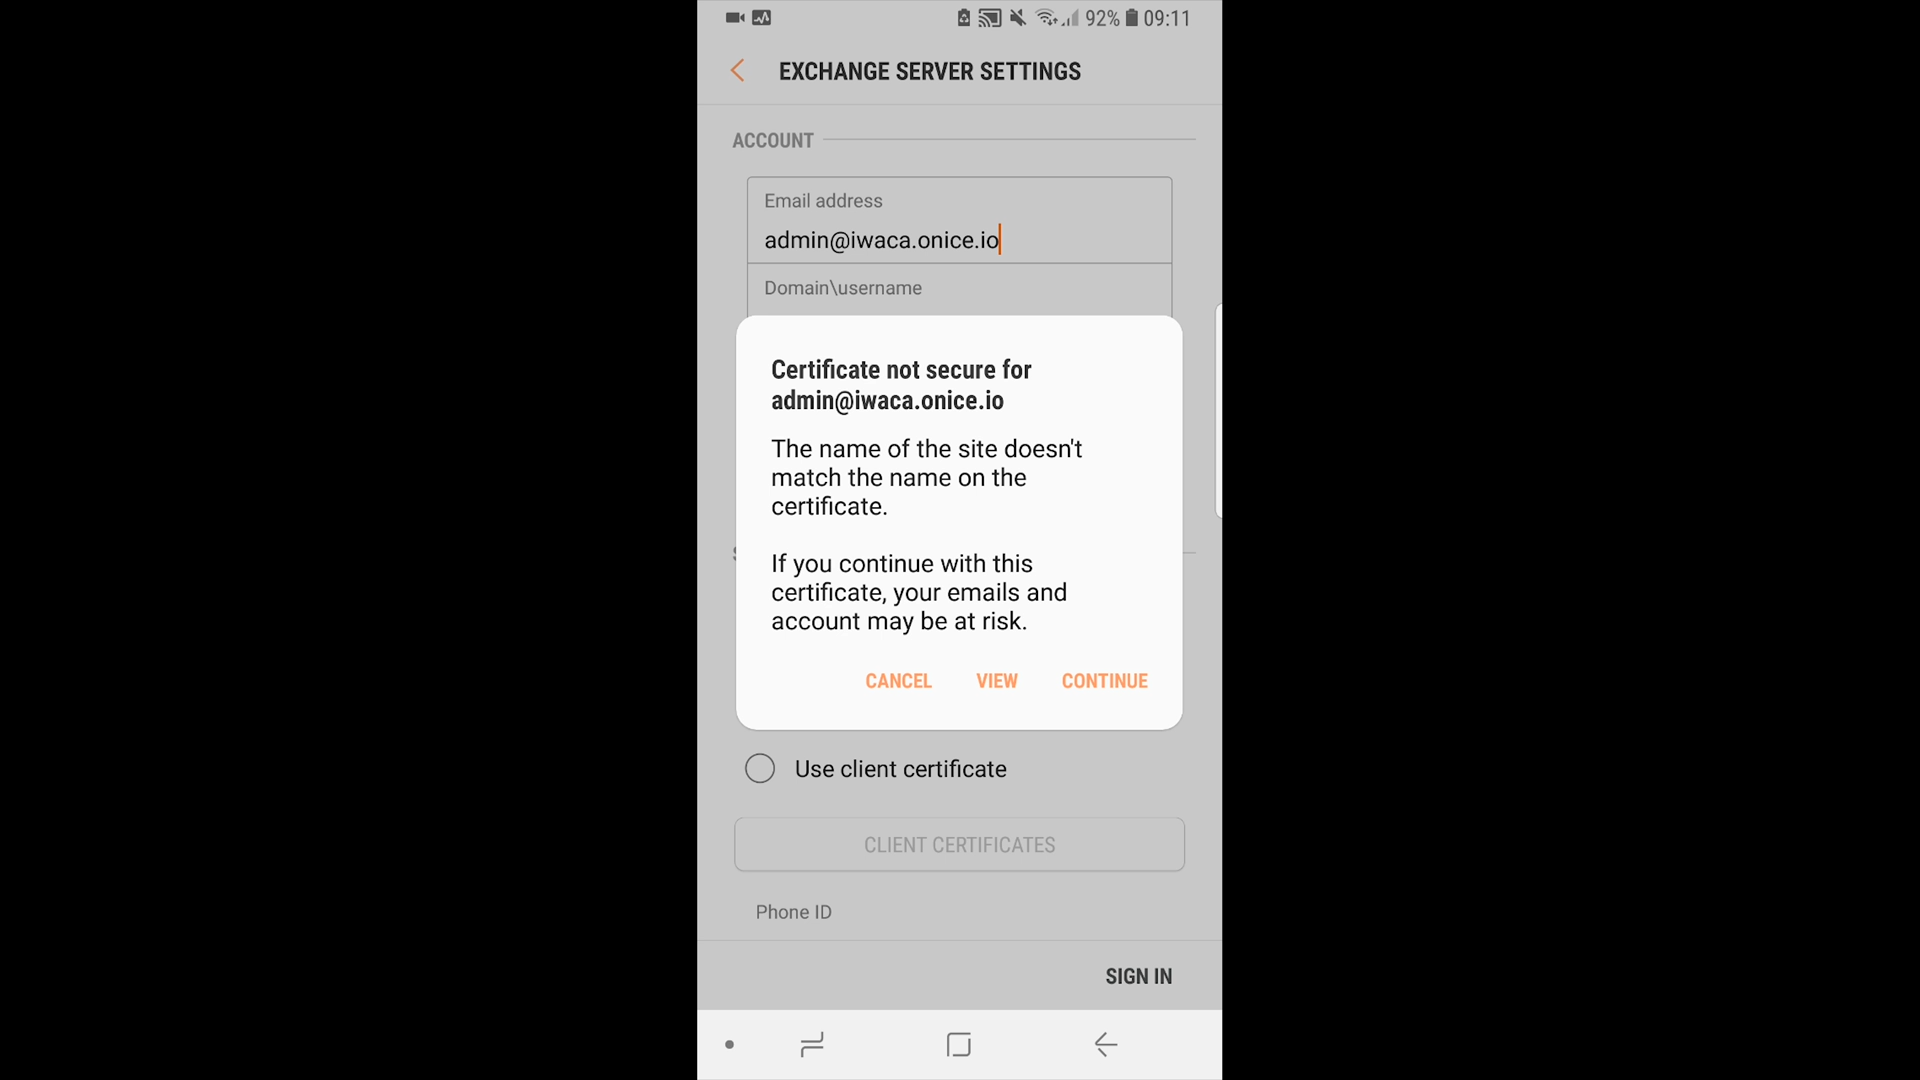 92% 09:11
EXCHANGE SERVER SETTINGS
ACCOUNT
Email address
admin@iwaca.onice.io
Domain\username
Certificate not secure for
admin@iwaca.onice.io
The name of the site doesn't
match the name on the
certificate.
If you continue with this
certificate, your emails and
account may be at risk.
CANCEL VIEW CONTINUE
Use client certificate
CLIENT CERTIFICATES
Phone ID
SIGN IN